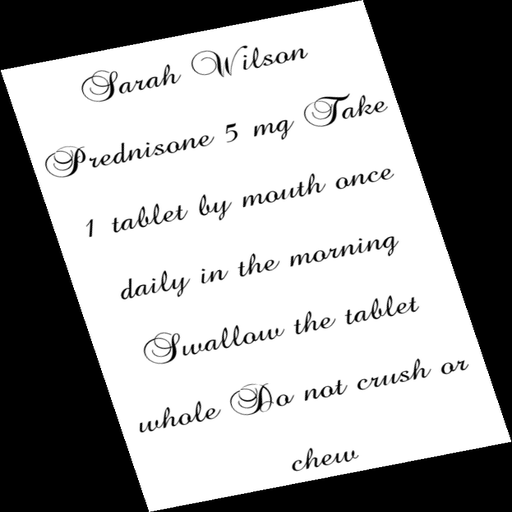 Sarah Wilson
Prednisone 5 mg Take
1 tablet by mouth once
daily in the morning
Swallow the tablet
whole Do not crush or
chew